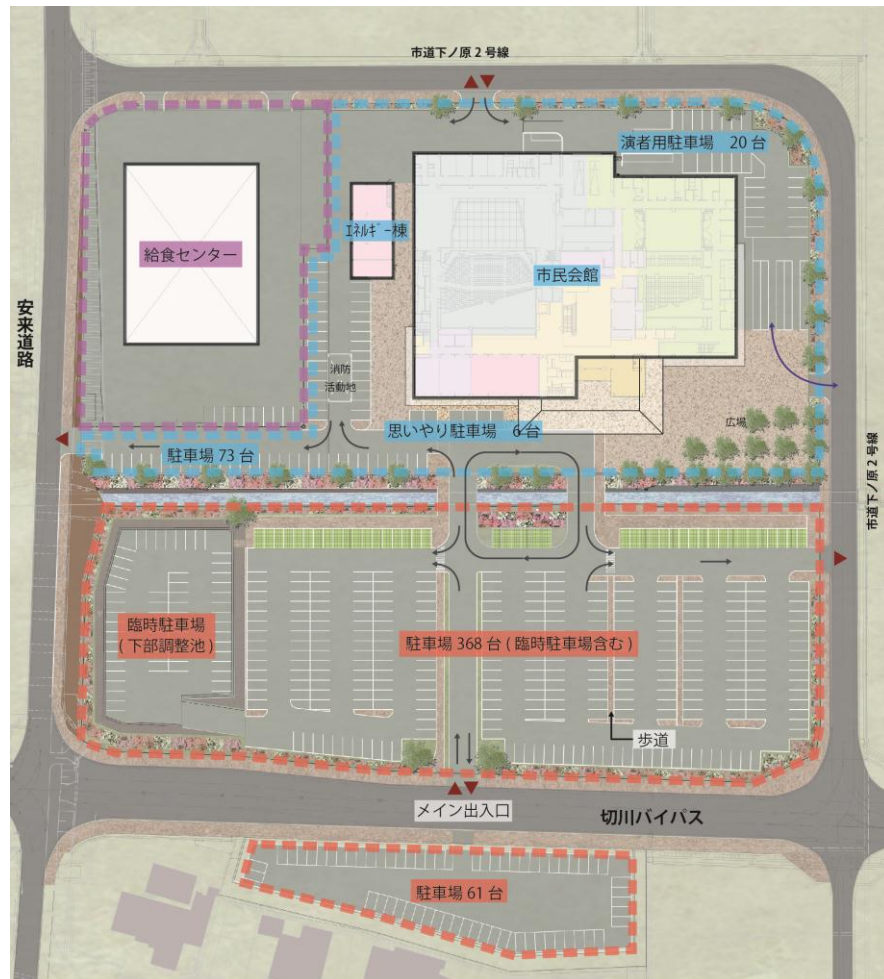 市道下ノ原２号線
演者用駐車場　20 台
ｴﾈﾙｷﾞｰ棟
給食センター
市民会館
安来道路
消防
活動地
広場
思いやり駐車場　6 台
駐車場 73 台
市道下ノ原２号線
臨時駐車場
( 下部調整池 )
駐車場 368 台 ( 臨時駐車場含む )
歩道
メイン出入口
切川バイパス
駐車場 61 台